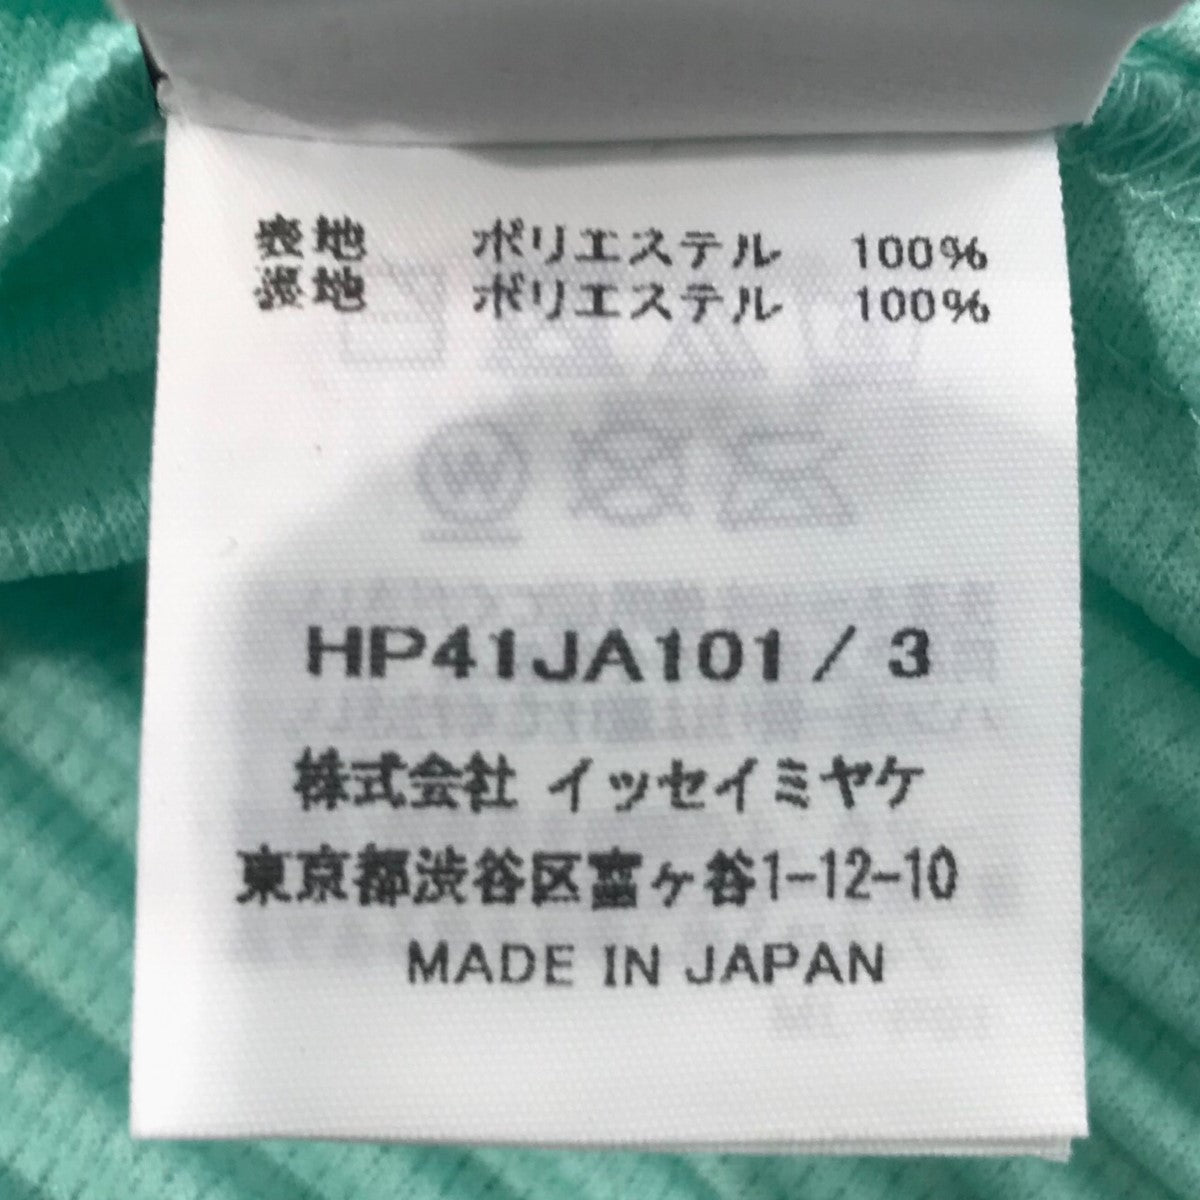 表地 ポリエステル 100%
裏地 ポリエステル 100%
HP41JA101 / 3
株式会社 イッセイミヤケ
東京都渋谷区富ヶ谷1-12-10
MADE IN JAPAN